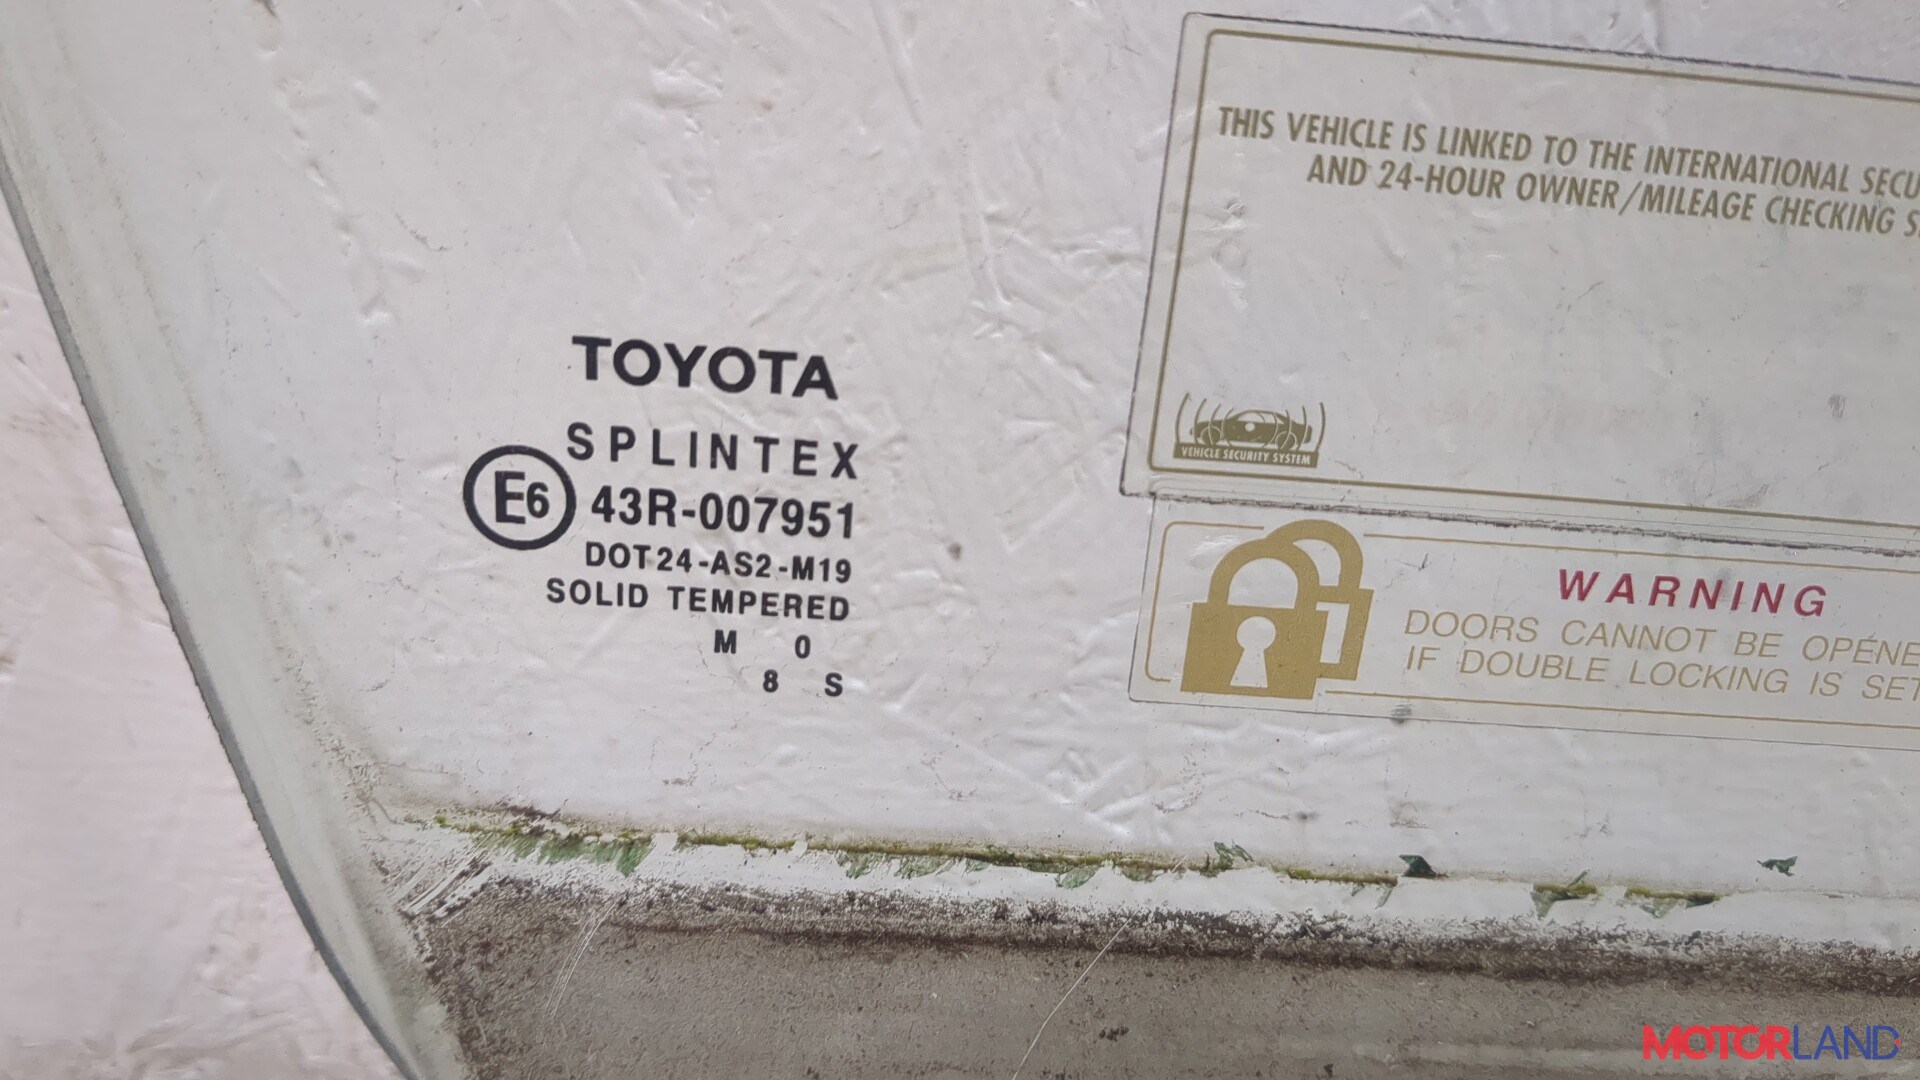 TOYOTA
SPLINTEX
E6 43R-007951
DOT24-AS2-M19
SOLID TEMPERED
M 0
8 S
THIS VEHICLE IS LINKED TO THE INTERNATIONAL
AND 24-HOUR OWNER/MILEAGE CHECKING
VEHICLE SECURITY SYSTEM
WARNING
DOORS CANNOT BE OPENE
IF DOUBLE LOCKING IS SET
MOTORLAND